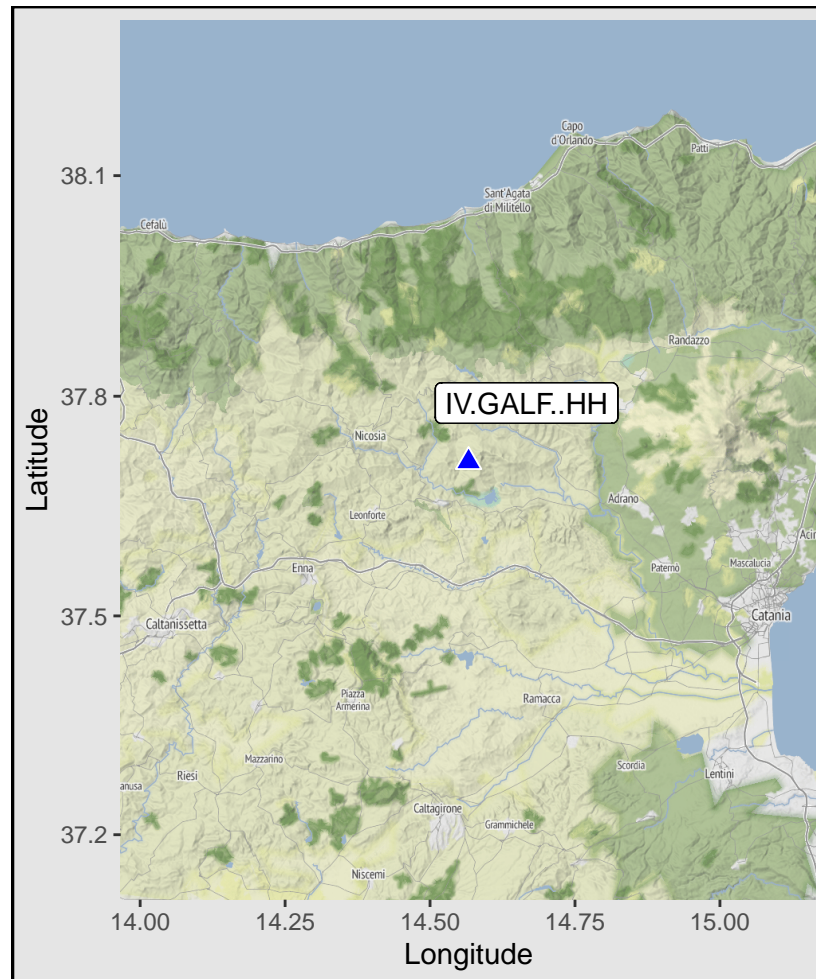 Capo
d'Orlando
Patti
38.1
Sant'Agata
di Militello
Cefalù
Randazzo
37.8
IV.GALF..HH
Nicosia
Latitude
Adrano
Leonforte
Acir
Enna
Paternò
Mascalucia
37.5
Caltanissetta
Catania
Piazza
Armerina
Ramacca
Mazzarino
Scordia
Riesi
Lentini
anusa
Caltagirone
Grammichele
37.2
Niscemi
14.00 14.25 14.50 14.75 15.00
Longitude